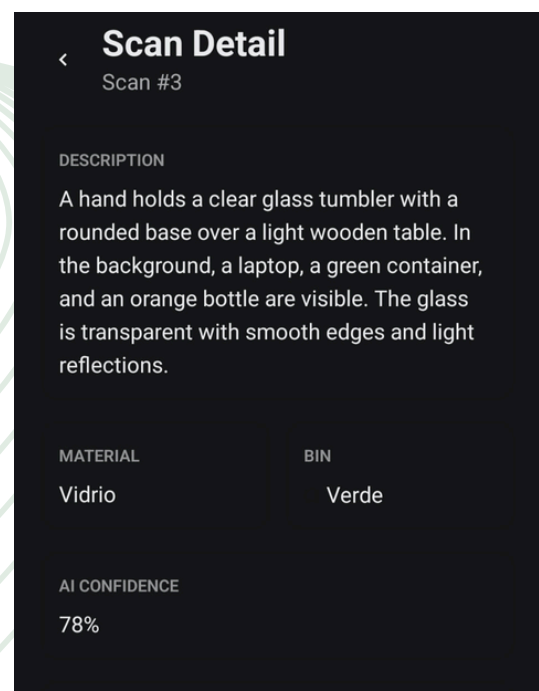 Scan Detail
Scan #3
DESCRIPTION
A hand holds a clear glass tumbler with a
rounded base over a light wooden table. In
the background, a laptop, a green container,
and an orange bottle are visible. The glass
is transparent with smooth edges and light
reflections.
MATERIAL
Vidrio
BIN
Verde
AI CONFIDENCE
78%